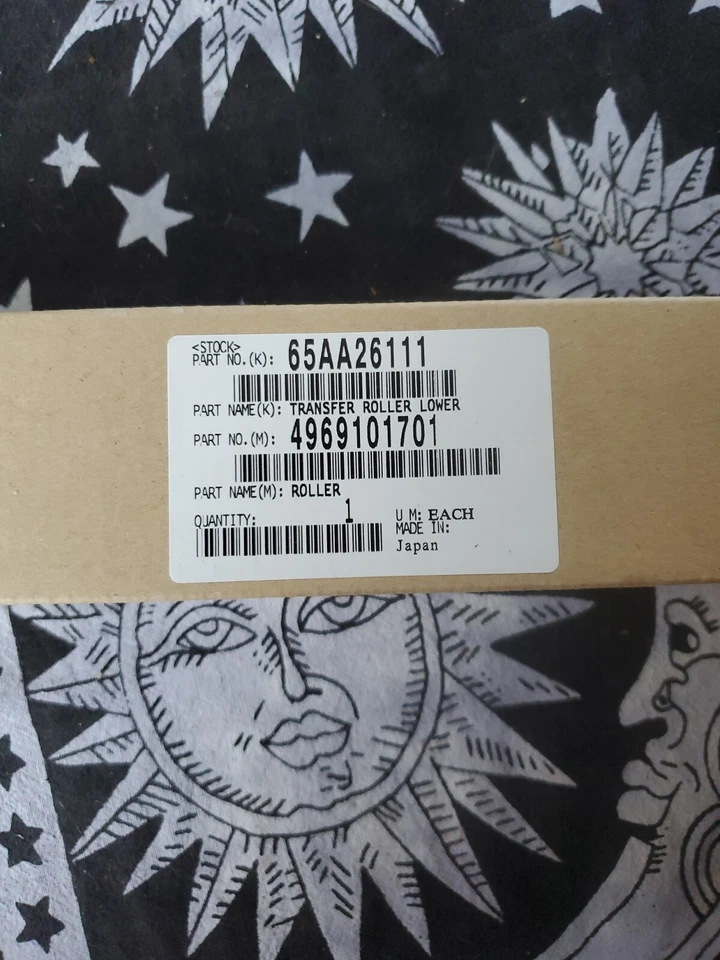 <STOCK>
PART NO.(K): 65AA26111
PART NAME(K): TRANSFER ROLLER LOWER
PART NO.(M): 4969101701
PART NAME(M): ROLLER
QUANTITY: 1 U M: EACH
MADE IN:
Japan